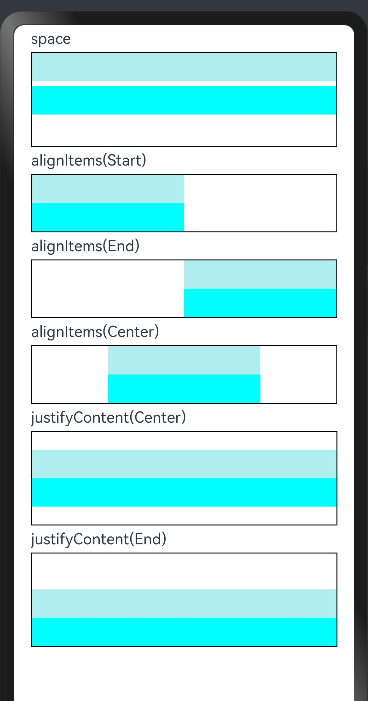 space
alignItems(Start)
alignItems(End)
alignItems(Center)
justifyContent(Center)
justifyContent(End)